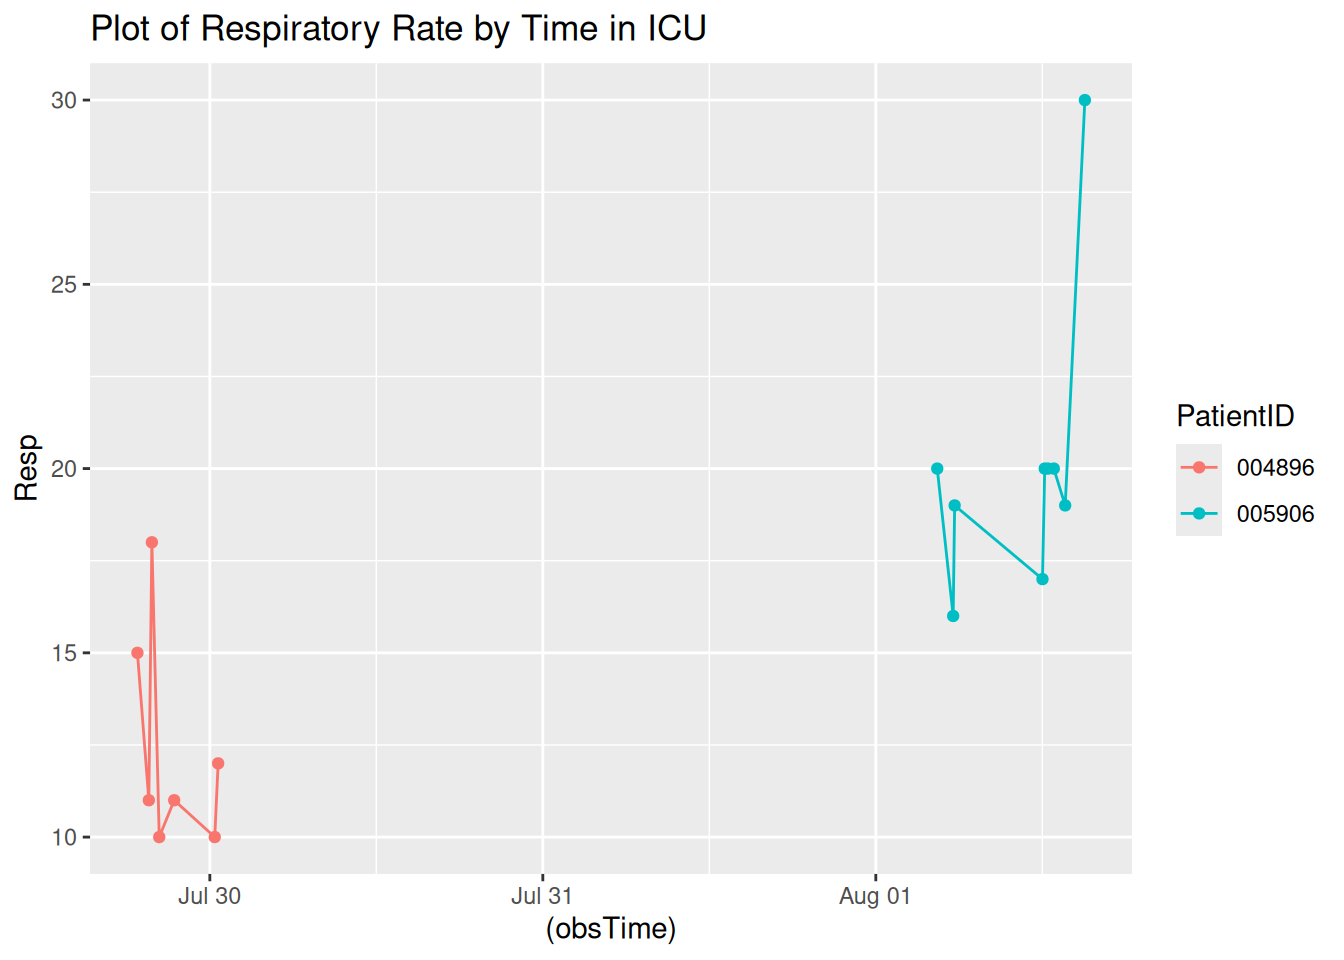 Plot of Respiratory Rate by Time in ICU
30
25
20
15
10
Resp
Jul 30
Jul 31
Aug 01
(obsTime)
PatientID
004896
005906